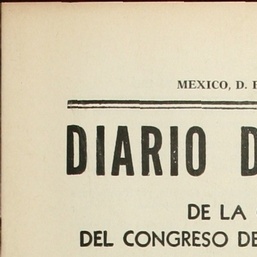 MEXICO, D.
DIARIO
DE LA
DEL CONGRESO DE